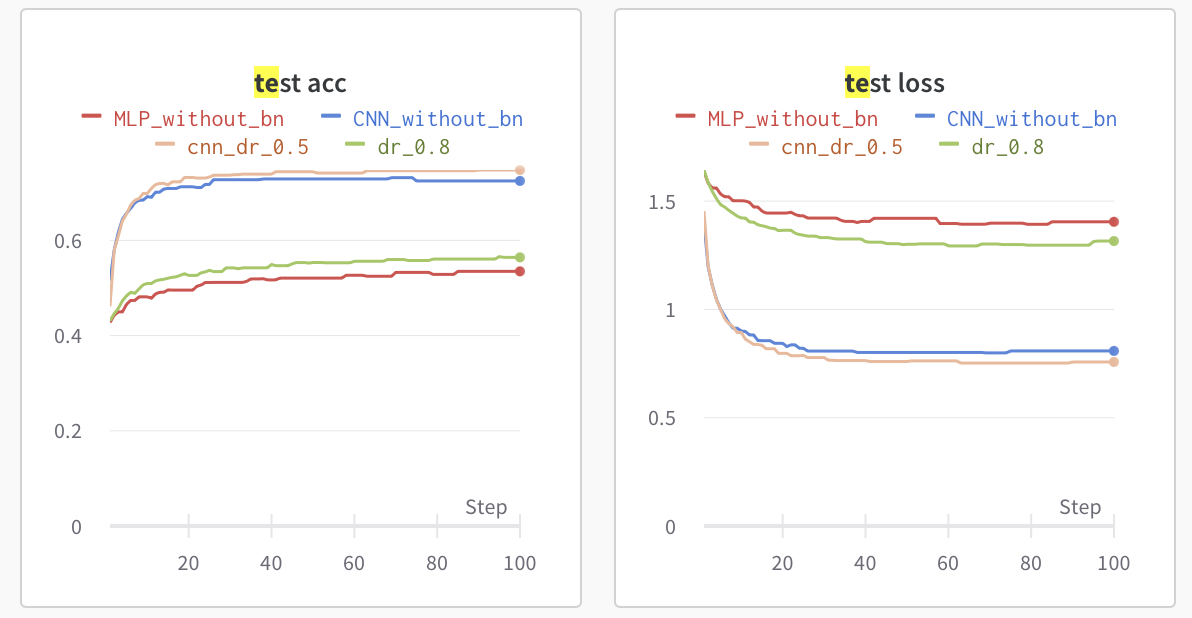 test acc
MLP_without_bn CNN_without_bn
cnn_dr_0.5 dr_0.8
0.6
0.4
0.2
0
Step
20 40 60 80 100
test loss
MLP_without_bn CNN_without_bn
cnn_dr_0.5 dr_0.8
1.5
1
0.5
0
Step
20 40 60 80 100